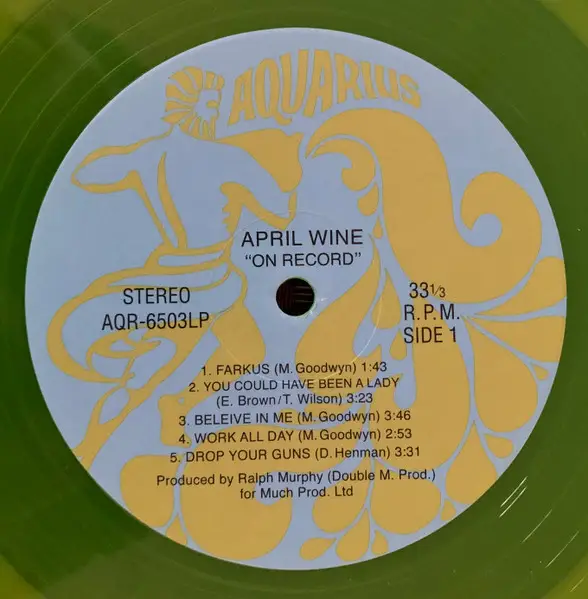 AQUARIUS
APRIL WINE
"ON RECORD"
STEREO
AQR-6503LP
33 1/3
R.P.M.
SIDE 1
1. FARKUS (M. Goodwyn) 1:43
2. YOU COULD HAVE BEEN A LADY
(E. Brown/T. Wilson) 3:23
3. BELEIVE IN ME (M. Goodwyn) 3:46
4. WORK ALL DAY (M. Goodwyn) 2:53
5. DROP YOUR GUNS (D. Henman) 3:31
Produced by Ralph Murphy (Double M. Prod.)
for Much Prod. Ltd